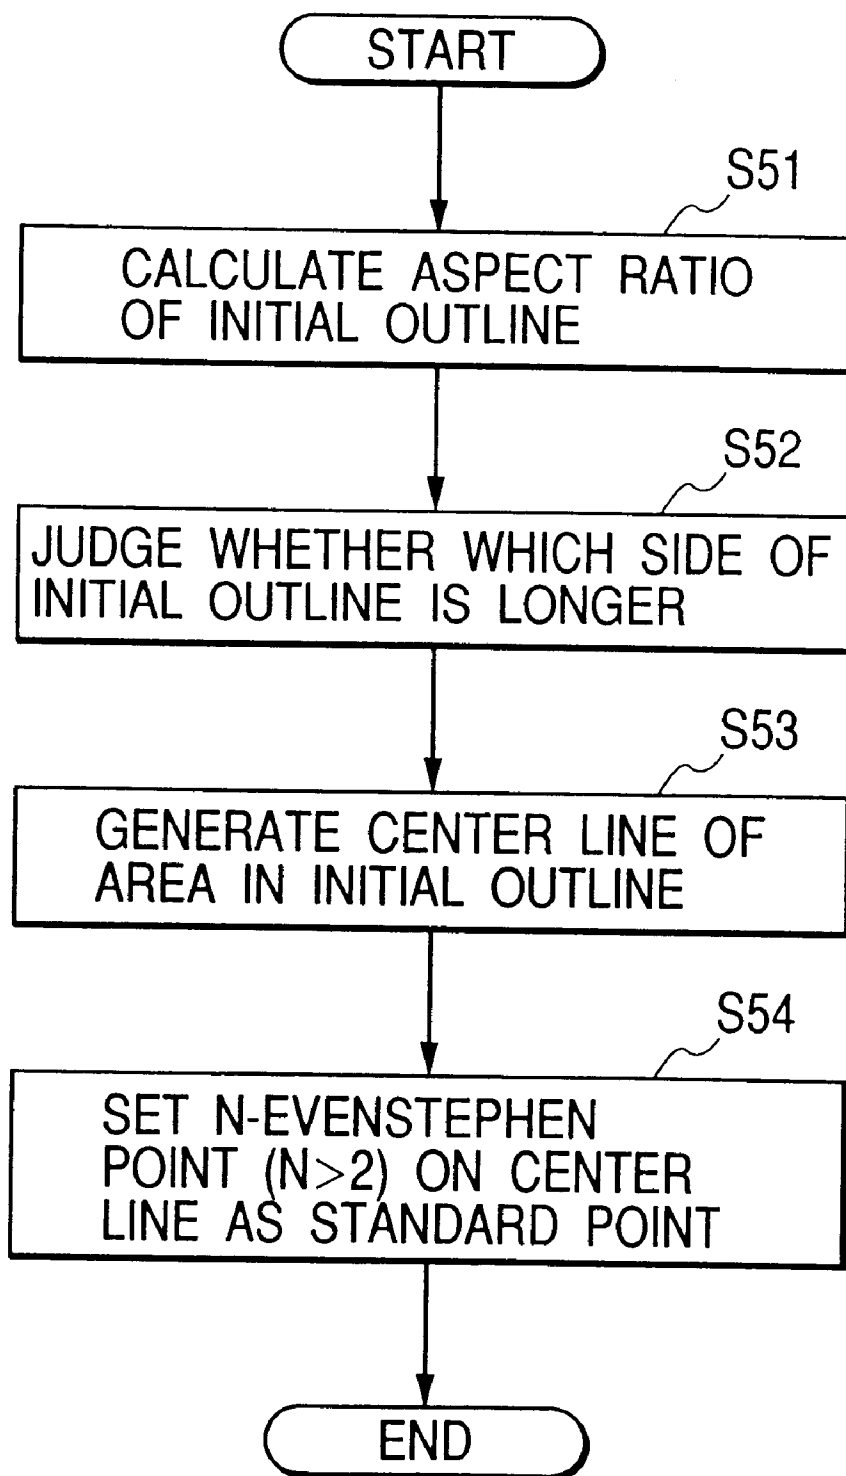 START
S51
CALCULATE ASPECT RATIO
OF INITIAL OUTLINE
S52
JUDGE WHETHER WHICH SIDE OF
INITIAL OUTLINE IS LONGER
S53
GENERATE CENTER LINE OF
AREA IN INITIAL OUTLINE
S54
SET N-EVENSTEPHEN
POINT (N>2) ON CENTER
LINE AS STANDARD POINT
END